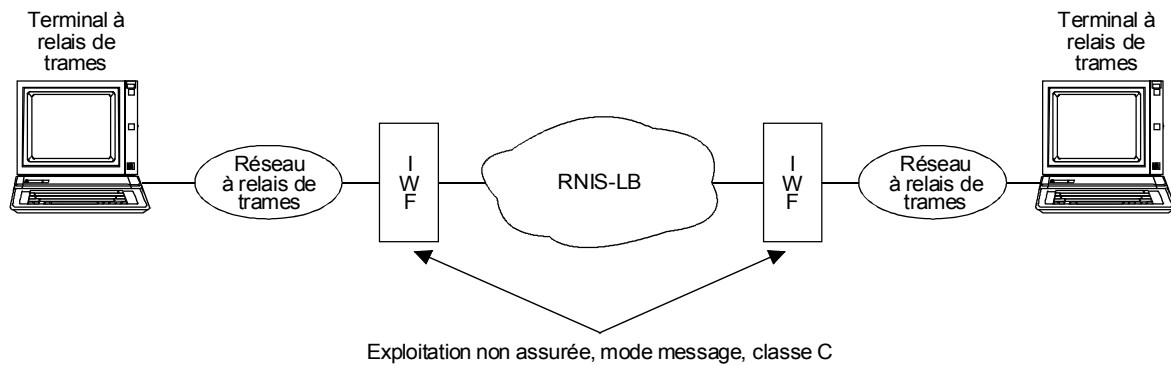 Terminal à
relais de
trames
Terminal à
relais de
trames
Réseau
à relais de
trames
I
W
F
RNIS-LB
I
W
F
Réseau
à relais de
trames
Exploitation non assurée, mode message, classe C